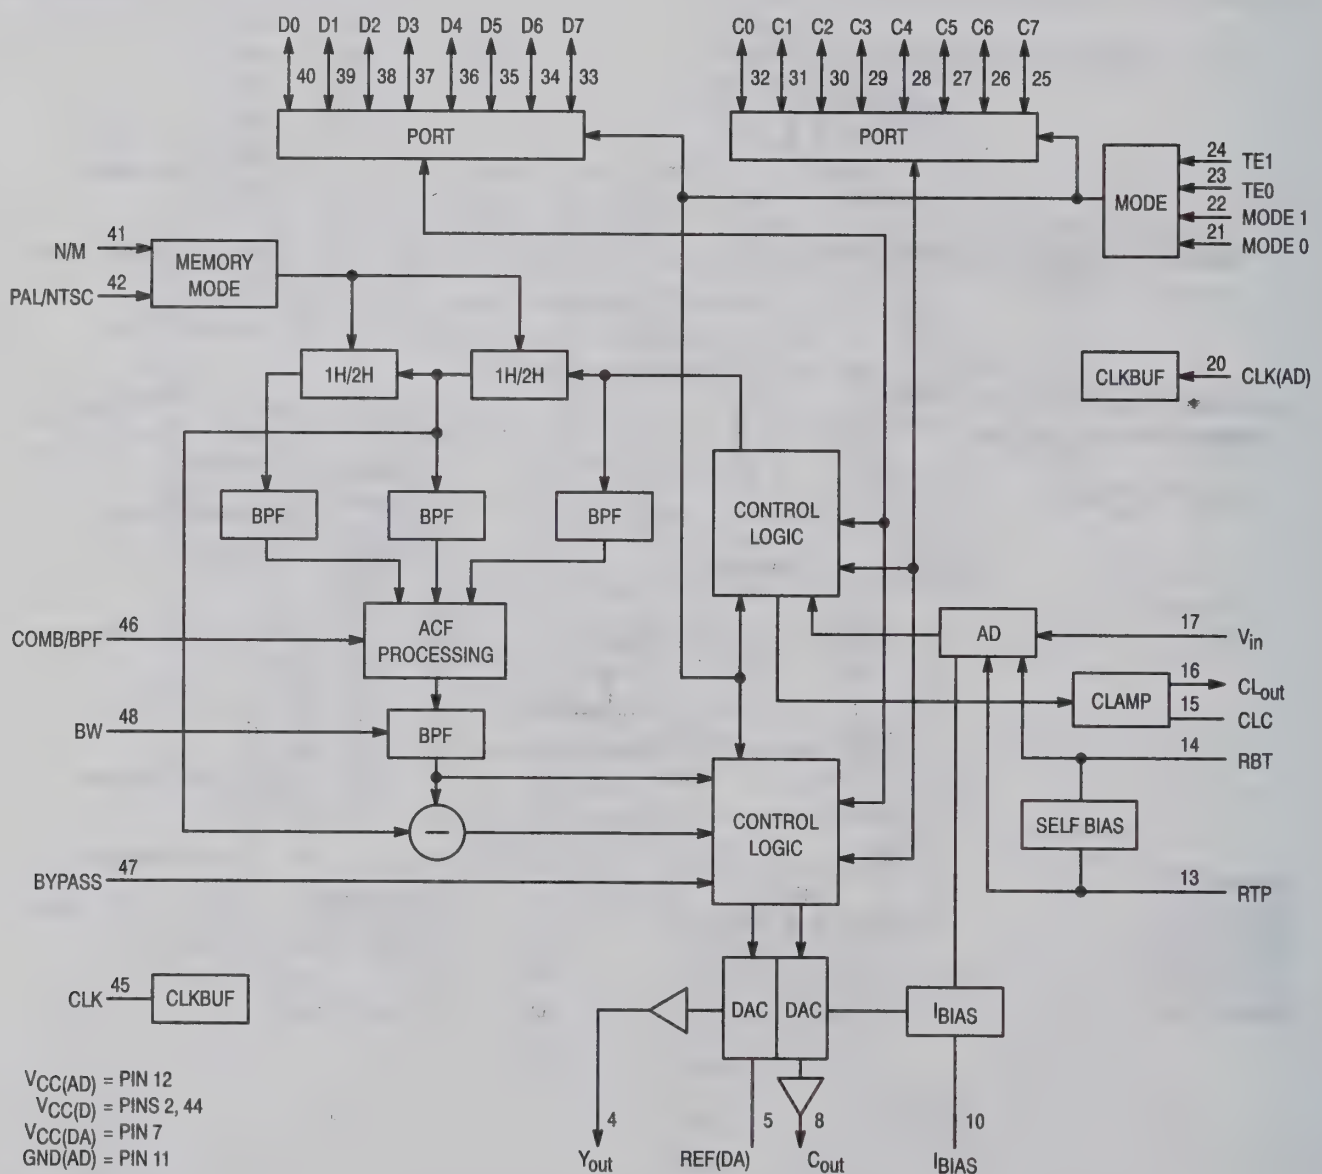 D0 D1 D2 D3 D4 D5 D6 D7
C0 C1 C2 C3 C4 C5 C6 C7
40 39 38 37 36 35 34 33
32 31 30 29 28 27 26 25
PORT
PORT
24 TE1
23 TE0
MODE
22 MODE 1
21 MODE 0
N/M 41
MEMORY
MODE
PAL/NTSC 42
1H/2H
1H/2H
CLKBUF
20 CLK(AD)
BPF
BPF
BPF
CONTROL
LOGIC
COMB/BPF 46
ACF
PROCESSING
AD
17 Vin
16 CLout
CLAMP
15 CLC
BW 48
BPF
14 RBT
CONTROL
LOGIC
SELF BIAS
BYPASS 47
13 RTP
CLK 45
CLKBUF
DAC
DAC
IBIAS
VCC(AD) = PIN 12
VCC(D) = PINS 2, 44
VCC(DA) = PIN 7
GND(AD) = PIN 11
4 5 8 10
Yout REF(DA) Cout IBIAS